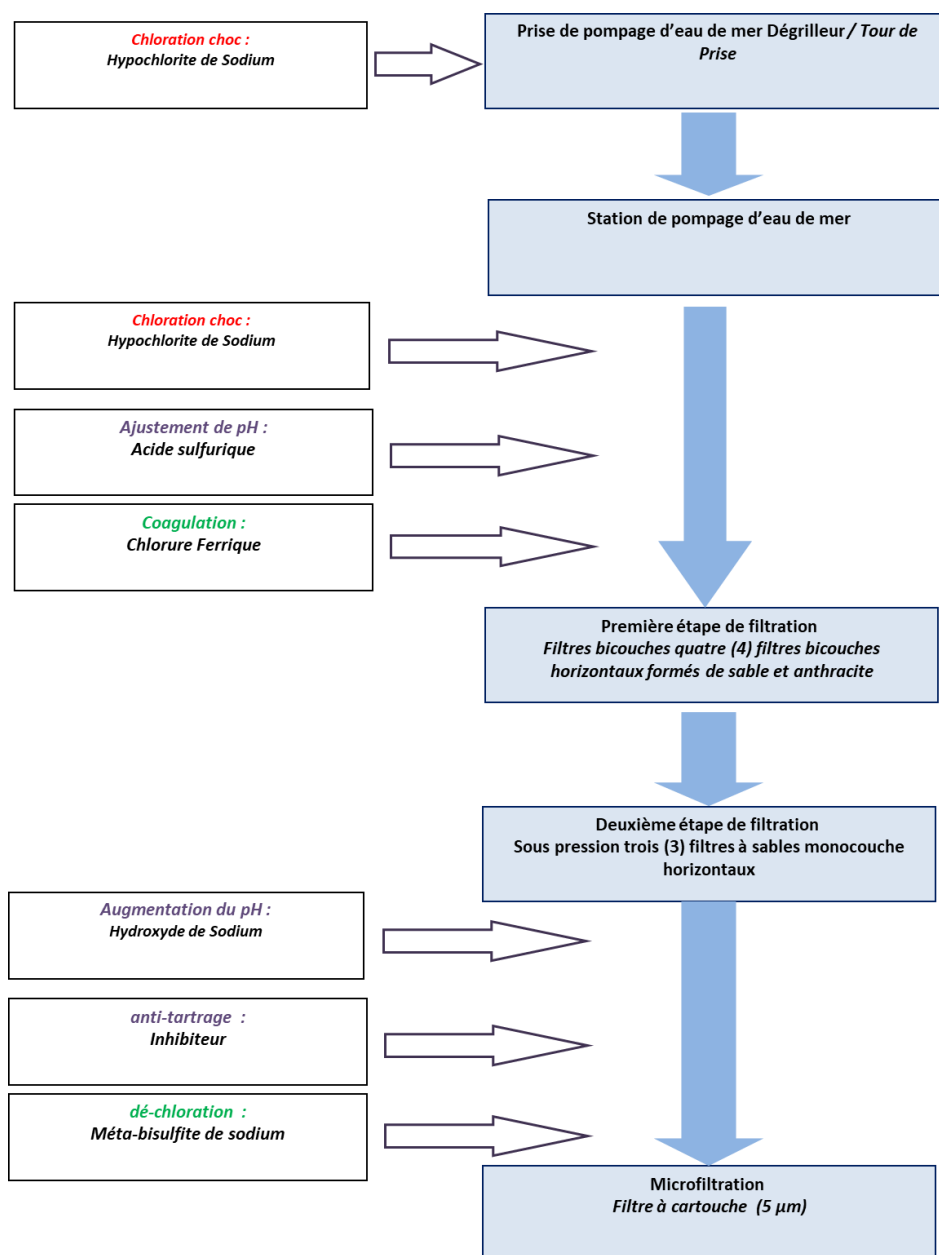 Chloration choc :
Hypochlorite de Sodium
Prise de pompage d’eau de mer Dégrilleur / Tour de
Prise
Station de pompage d’eau de mer
Chloration choc :
Hypochlorite de Sodium
Ajustement de pH :
Acide sulfurique
Coagulation :
Chlorure Ferrique
Première étape de filtration
Filtres bicouches quatre (4) filtres bicouches
horizontaux formés de sable et anthracite
Deuxième étape de filtration
Sous pression trois (3) filtres à sables monocouche
horizontaux
Augmentation du pH :
Hydroxyde de Sodium
anti-tartrage :
Inhibiteur
dé-chloration :
Méta-bisulfite de sodium
Microfiltration
Filtre à cartouche (5 µm)